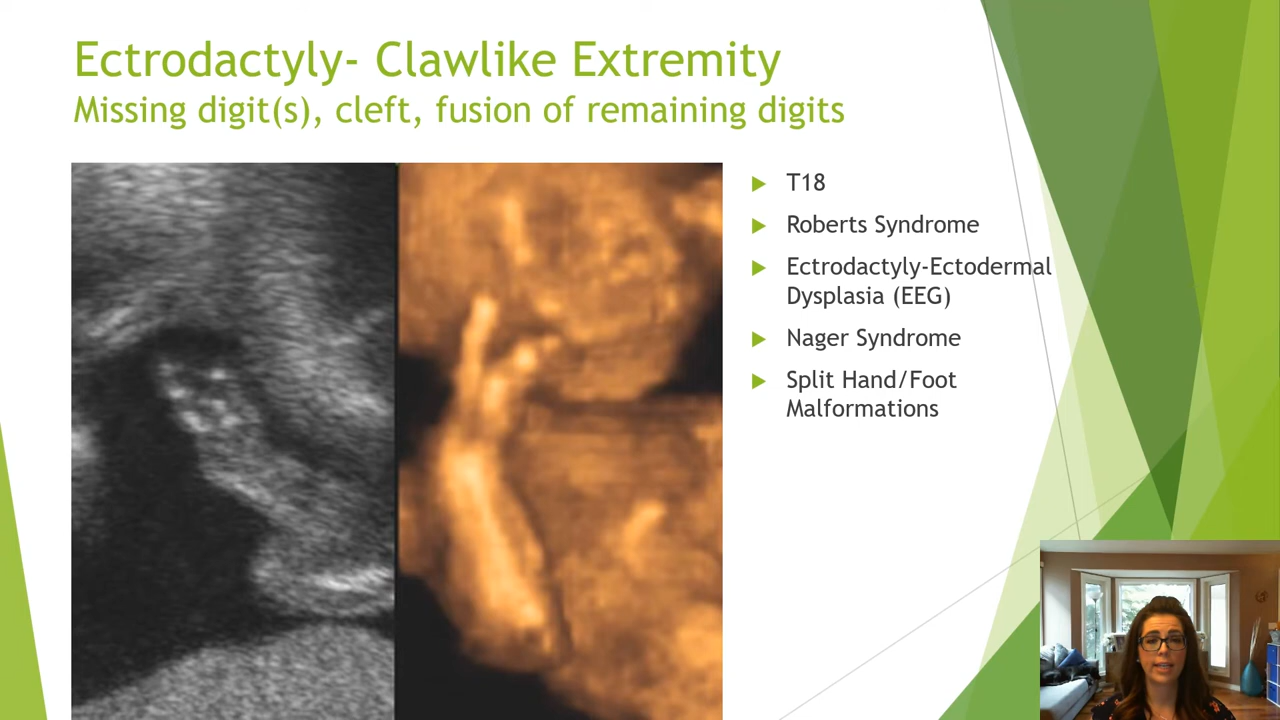 Ectrodactyly- Clawlike Extremity
Missing digit(s), cleft, fusion of remaining digits
T18
Roberts Syndrome
Ectrodactyly-Ectodermal
Dysplasia (EEG)
Nager Syndrome
Split Hand/Foot
Malformations